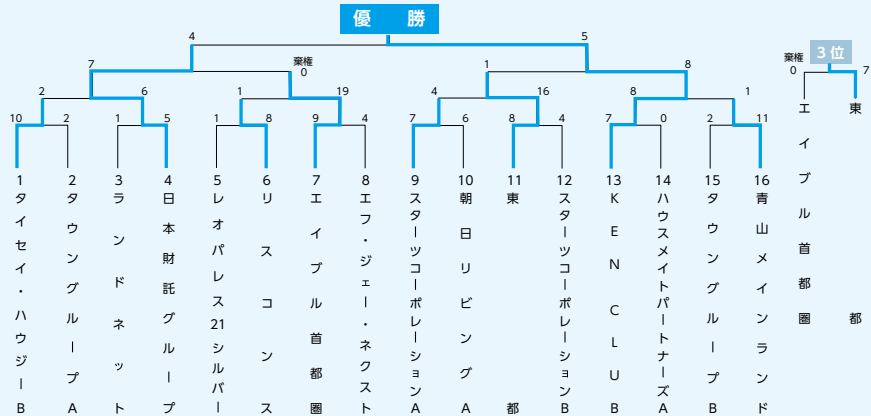 優 勝
4 5
3位
7 棄権 0 1 8
棄権 0 7
2 6 1 19 4 16 8 1
10 2 1 5 1 8 9 4 7 6 8 4 7 0 2 11
1 タイセイ・ハウジーB
2 タウングループA
3 ランドネット
4 日本財託グループ
5 レオパレス21シルバー
6 リスコンス
7 エイブル首都圏
8 エフ・ジェー・ネクスト
9 スターツコーポレーションA
10 朝日リビングA
11 東都
12 スターツコーポレーションB
13 KEN CLUB
14 ハウスメイトパートナーズA
15 タウングループB
16 青山メインランド
エイブル首都圏
東都